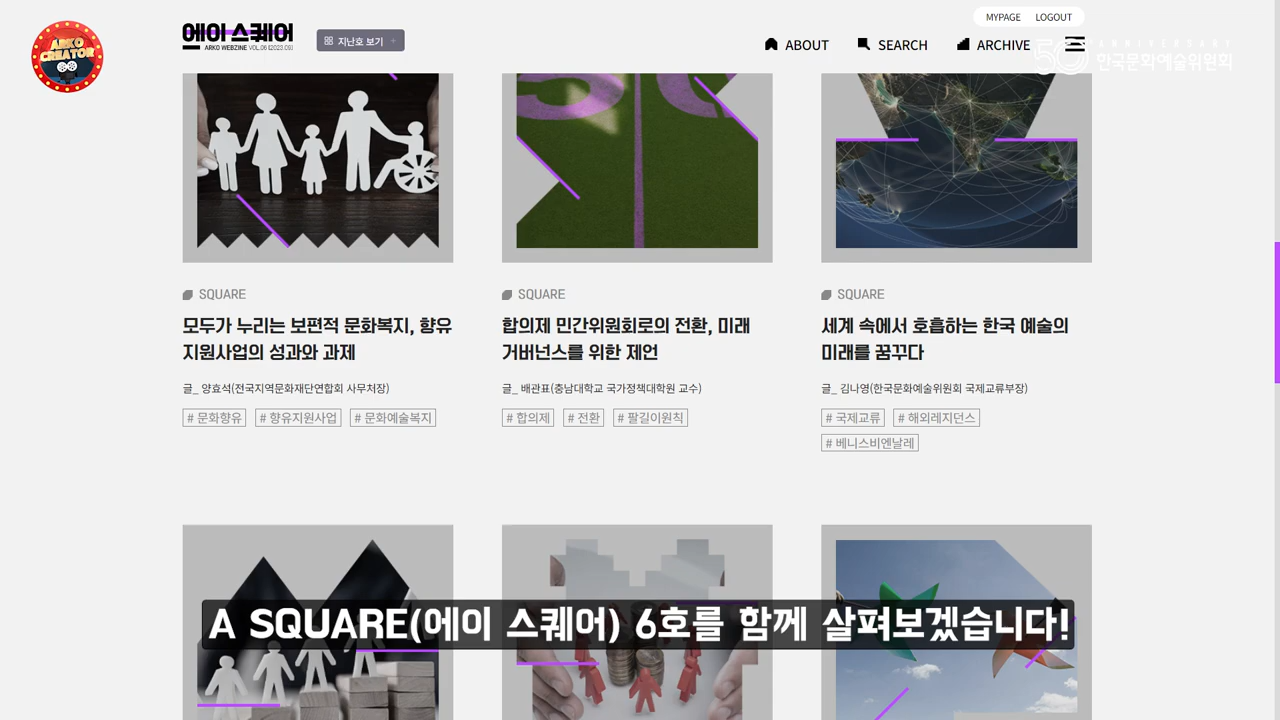 ARKO
CREATOR
에이스퀘어
ARKO WEBZINE VOL.06 (2023.09)
지난호 보기
MYPAGE LOGOUT
ABOUT SEARCH ARCHIVE
50 ANNIVERSARY
한국문화예술위원회
SQUARE
모두가 누리는 보편적 문화복지, 향유
지원사업의 성과와 과제
글_ 양효석(전국지역문화재단연합회 사무처장)
# 문화향유 # 향유지원사업 # 문화예술복지
SQUARE
합의제 민간위원회로의 전환, 미래
거버넌스를 위한 제언
글_ 배관표(충남대학교 국가정책대학원 교수)
# 합의제 # 전환 # 팔길이원칙
SQUARE
세계 속에서 호흡하는 한국 예술의
미래를 꿈꾸다
글_ 김나영(한국문화예술위원회 국제교류부장)
# 국제교류 # 해외레지던스
# 베니스비엔날레
A SQUARE(에이 스퀘어) 6호를 함께 살펴보겠습니다!